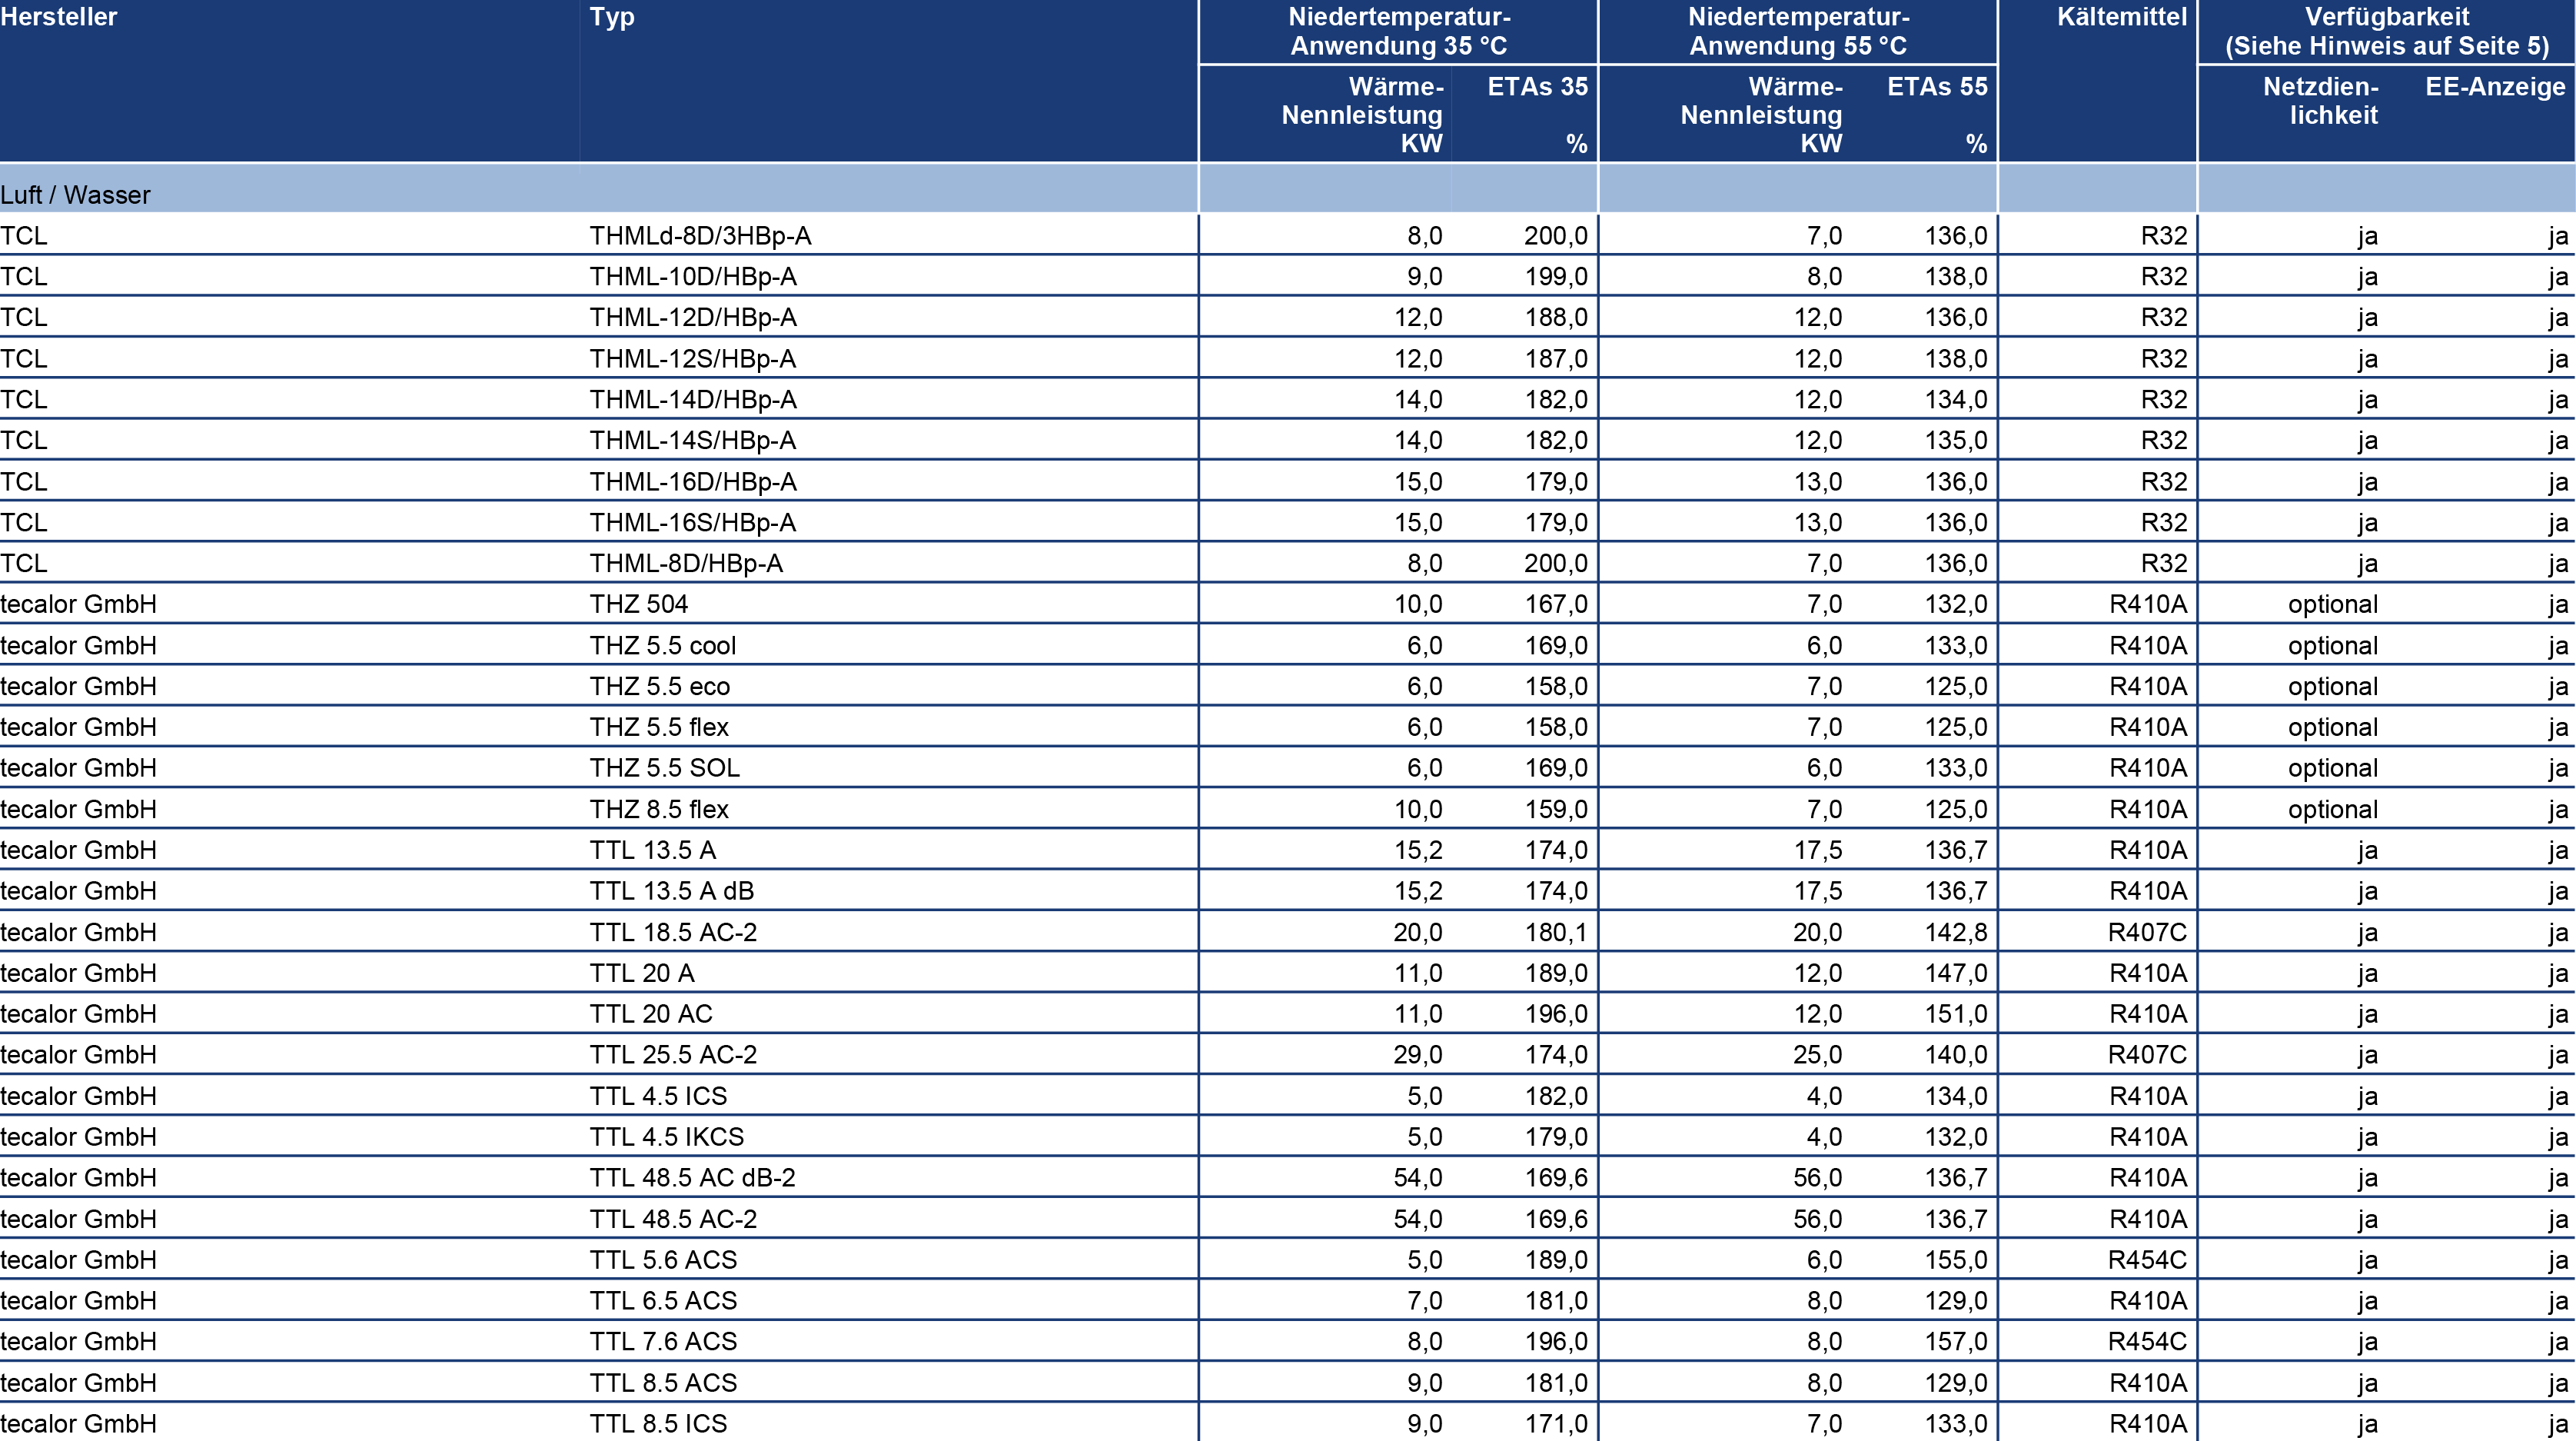 Hersteller Typ Niedertemperatur- Niedertemperatur- Kältemittel Verfügbarkeit
Anwendung 35 °C Anwendung 55 °C (Siehe Hinweis auf Seite 5)
Wärme- ETAs 35 Wärme- ETAs 55 Netzdien- EE-Anzeige
Nennleistung Nennleistung lichkeit
KW % KW %
Luft / Wasser
TCL THMLd-8D/3HBp-A 8,0 200,0 7,0 136,0 R32 ja ja
TCL THML-10D/HBp-A 9,0 199,0 8,0 138,0 R32 ja ja
TCL THML-12D/HBp-A 12,0 188,0 12,0 136,0 R32 ja ja
TCL THML-12S/HBp-A 12,0 187,0 12,0 138,0 R32 ja ja
TCL THML-14D/HBp-A 14,0 182,0 12,0 134,0 R32 ja ja
TCL THML-14S/HBp-A 14,0 182,0 12,0 135,0 R32 ja ja
TCL THML-16D/HBp-A 15,0 179,0 13,0 136,0 R32 ja ja
TCL THML-16S/HBp-A 15,0 179,0 13,0 136,0 R32 ja ja
TCL THML-8D/HBp-A 8,0 200,0 7,0 136,0 R32 ja ja
tecalor GmbH THZ 504 10,0 167,0 7,0 132,0 R410A optional ja
tecalor GmbH THZ 5.5 cool 6,0 169,0 6,0 133,0 R410A optional ja
tecalor GmbH THZ 5.5 eco 6,0 158,0 7,0 125,0 R410A optional ja
tecalor GmbH THZ 5.5 flex 6,0 158,0 7,0 125,0 R410A optional ja
tecalor GmbH THZ 5.5 SOL 6,0 169,0 6,0 133,0 R410A optional ja
tecalor GmbH THZ 8.5 flex 10,0 159,0 7,0 125,0 R410A optional ja
tecalor GmbH TTL 13.5 A 15,2 174,0 17,5 136,7 R410A ja ja
tecalor GmbH TTL 13.5 A dB 15,2 174,0 17,5 136,7 R410A ja ja
tecalor GmbH TTL 18.5 AC-2 20,0 180,1 20,0 142,8 R407C ja ja
tecalor GmbH TTL 20 A 11,0 189,0 12,0 147,0 R410A ja ja
tecalor GmbH TTL 20 AC 11,0 196,0 12,0 151,0 R410A ja ja
tecalor GmbH TTL 25.5 AC-2 29,0 174,0 25,0 140,0 R407C ja ja
tecalor GmbH TTL 4.5 ICS 5,0 182,0 4,0 134,0 R410A ja ja
tecalor GmbH TTL 4.5 IKCS 5,0 179,0 4,0 132,0 R410A ja ja
tecalor GmbH TTL 48.5 AC dB-2 54,0 169,6 56,0 136,7 R410A ja ja
tecalor GmbH TTL 48.5 AC-2 54,0 169,6 56,0 136,7 R410A ja ja
tecalor GmbH TTL 5.6 ACS 5,0 189,0 6,0 155,0 R454C ja ja
tecalor GmbH TTL 6.5 ACS 7,0 181,0 8,0 129,0 R410A ja ja
tecalor GmbH TTL 7.6 ACS 8,0 196,0 8,0 157,0 R454C ja ja
tecalor GmbH TTL 8.5 ACS 9,0 181,0 8,0 129,0 R410A ja ja
tecalor GmbH TTL 8.5 ICS 9,0 171,0 7,0 133,0 R410A ja ja